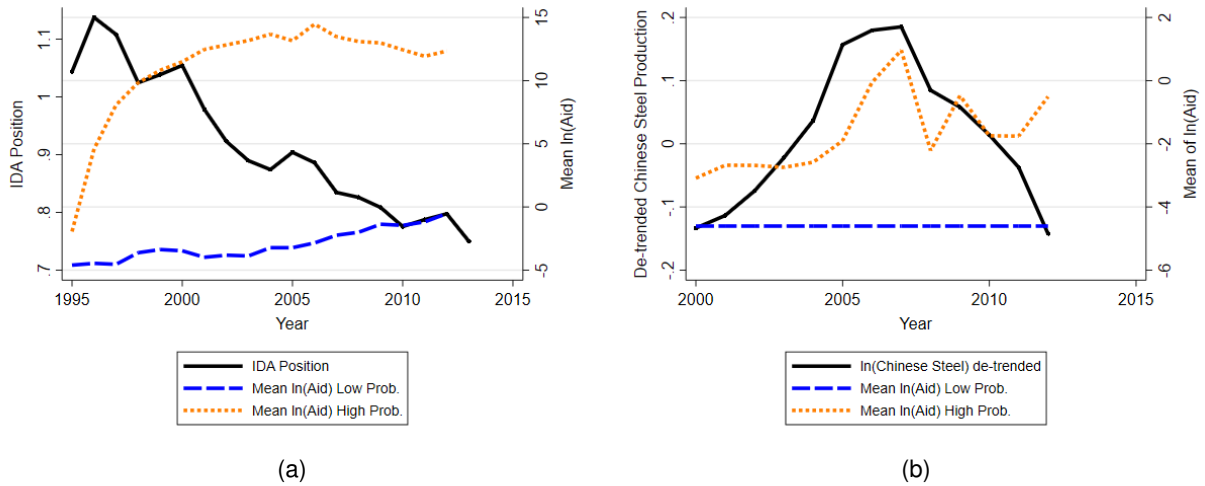 IDA Position
1.1
1
.9
.8
.7
15
10
5
0
-5
Mean ln(Aid)
1995
2000
2005
2010
2015
Year
IDA Position
Mean ln(Aid) Low Prob.
Mean ln(Aid) High Prob.
(a)
De-trended Chinese Steel Production
.2
.1
0
-.1
-.2
2
0
-2
-4
-6
Mean of ln(Aid)
2000
2005
2010
2015
Year
ln(Chinese Steel) de-trended
Mean ln(Aid) Low Prob.
Mean ln(Aid) High Prob.
(b)